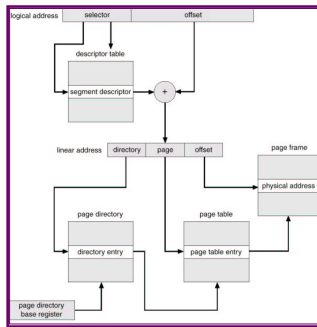 logical address selector offset
descriptor table
segment descriptor +
linear address directory page offset
page frame
physical address
page directory page table
directory entry page table entry
page directory
base register